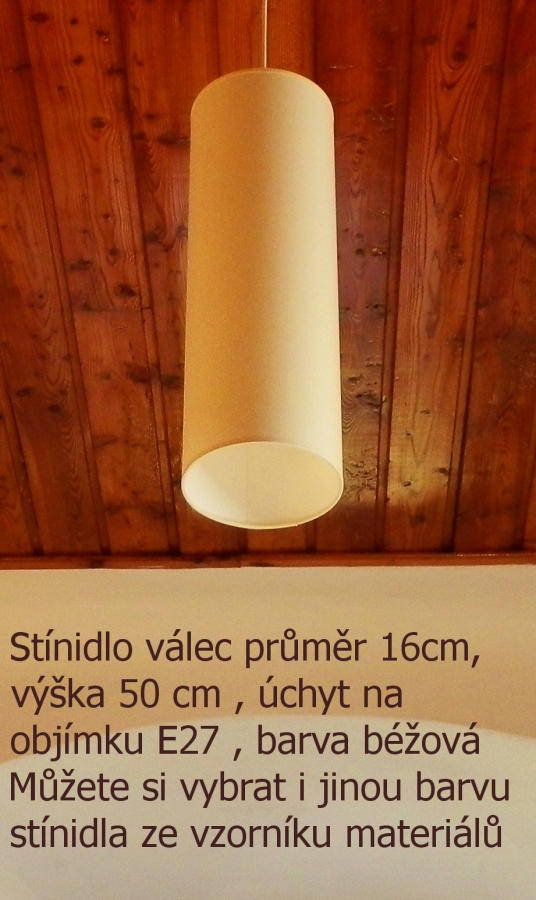 Stínidlo válec průměr 16cm,
výška 50 cm , úchyt na
objímku E27 , barva béžová
Můžete si vybrat i jinou barvu
stínidla ze vzorníku materiálů